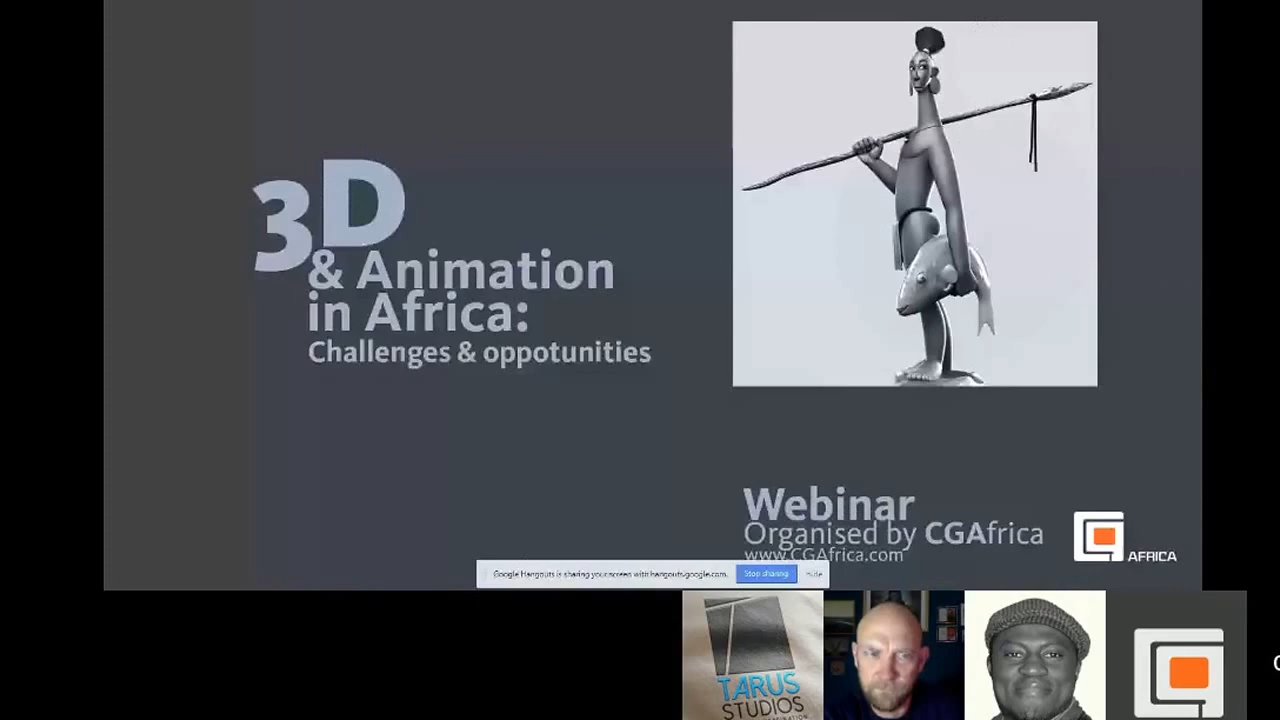 3D
& Animation
in Africa:
Challenges & oppotunities
Webinar
Organised by CGAfrica
www.CGAfrica.com
AFRICA
Google Hangouts is sharing your screen with hangouts.google.com.
Stop sharing
Hide
TARUS
STUDIOS